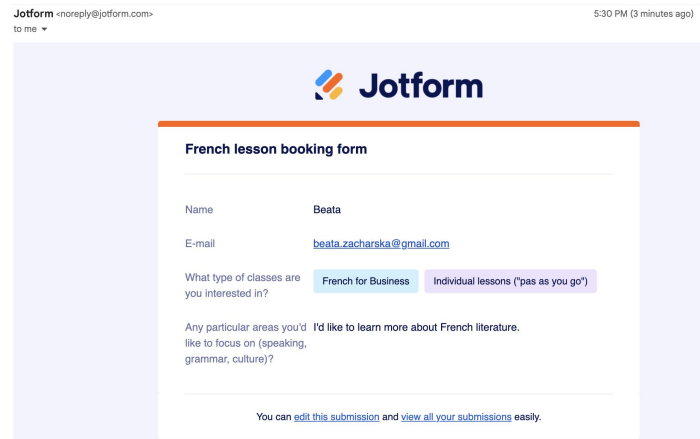 Jotform <noreply@jotform.com> 5:30 PM (3 minutes ago)
to me
Jotform
French lesson booking form
Name Beata
E-mail beata.zacharska@gmail.com
What type of classes are you interested in? French for Business Individual lessons ("pas as you go")
Any particular areas you'd like to focus on (speaking, grammar, culture)? I'd like to learn more about French literature.
You can edit this submission and view all your submissions easily.